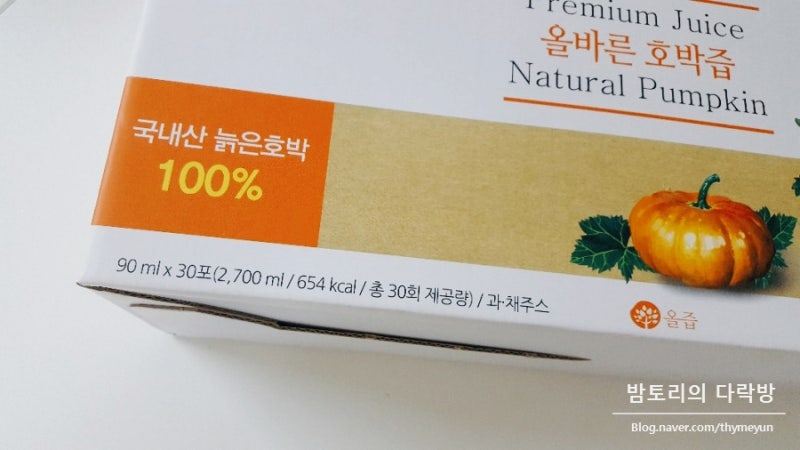 Premium Juice
올바른 호박즙
Natural Pumpkin
국내산 늙은호박
100%
90 ml x 30포(2,700 ml / 654 kcal / 총 30회 제공량) / 과·채주스
올즙
밤토리의 다락방
Blog.naver.com/thymeyun